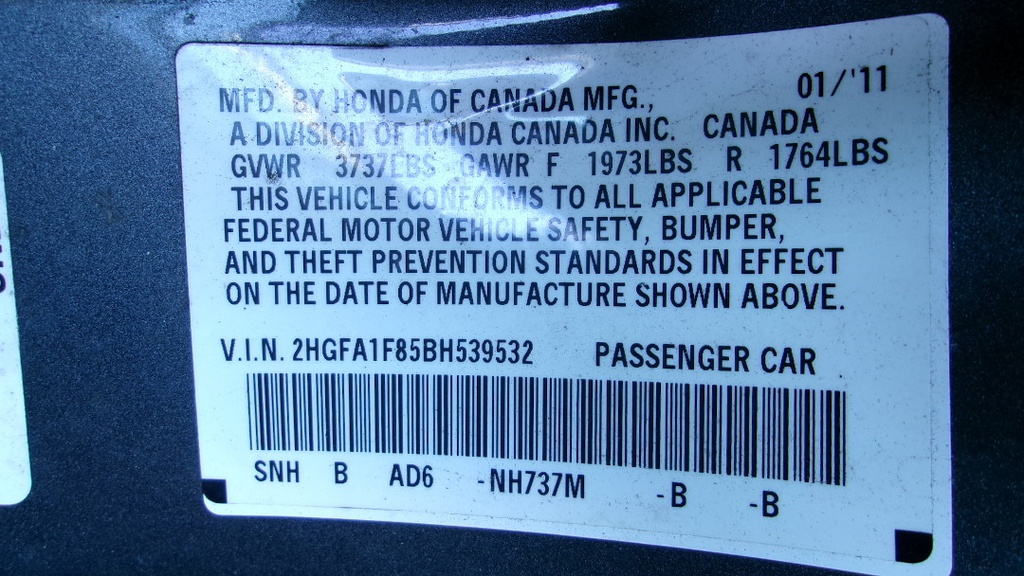 01/'11
MFD. BY HONDA OF CANADA MFG.,
A DIVISION OF HONDA CANADA INC. CANADA
GVWR 3737LBS GAWR F 1973LBS R 1764LBS
THIS VEHICLE CONFORMS TO ALL APPLICABLE
FEDERAL MOTOR VEHICLE SAFETY, BUMPER,
AND THEFT PREVENTION STANDARDS IN EFFECT
ON THE DATE OF MANUFACTURE SHOWN ABOVE.
V.I.N. 2HGFA1F85BH539532 PASSENGER CAR
SNH B AD6 -NH737M -B -B